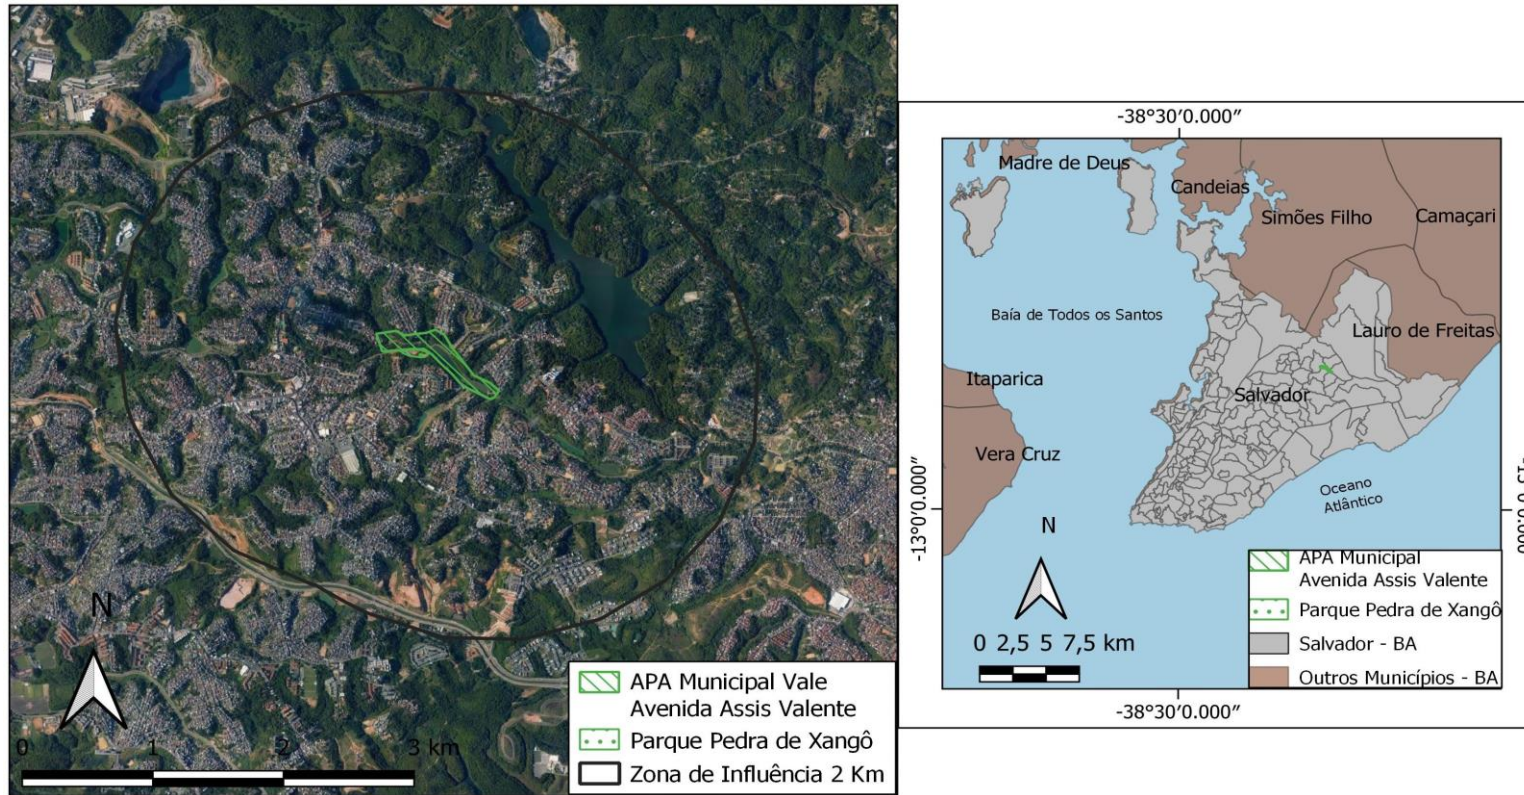 N
0 1 2 3 km
APA Municipal Vale
Avenida Assis Valente
Parque Pedra de Xangô
Zona de Influência 2 Km
-38°30'0.000"
Madre de Deus
Candeias
Simões Filho
Camaçari
Baía de Todos os Santos
Lauro de Freitas
Itaparica
Salvador
Vera Cruz
Oceano
Atlântico
-13°0'0.000"
N
0 2,5 5 7,5 km
APA Municipal
Avenida Assis Valente
Parque Pedra de Xangô
Salvador - BA
Outros Municípios - BA
-38°30'0.000"